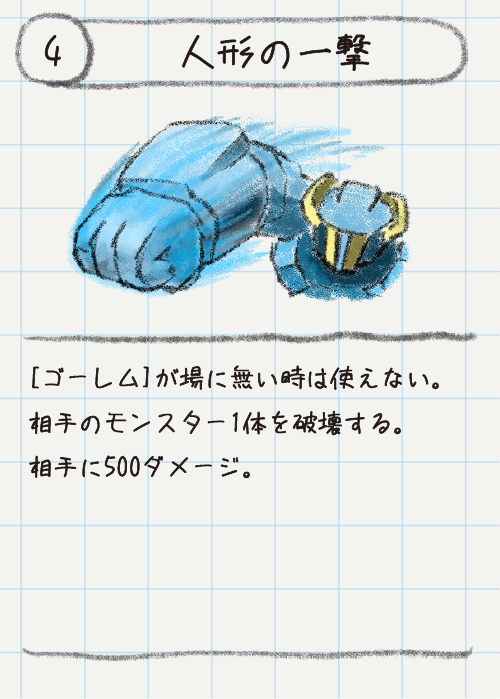 4
人形の一撃
[ゴーレム]が場に無い時は使えない。
相手のモンスター1体を破壊する。
相手に500ダメージ。